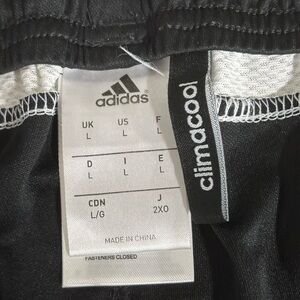 adidas
UK US F
L L L
D I E
L L L
CDN J
L/G 2XO
MADE IN CHINA
FASTENERS CLOSED
climacool